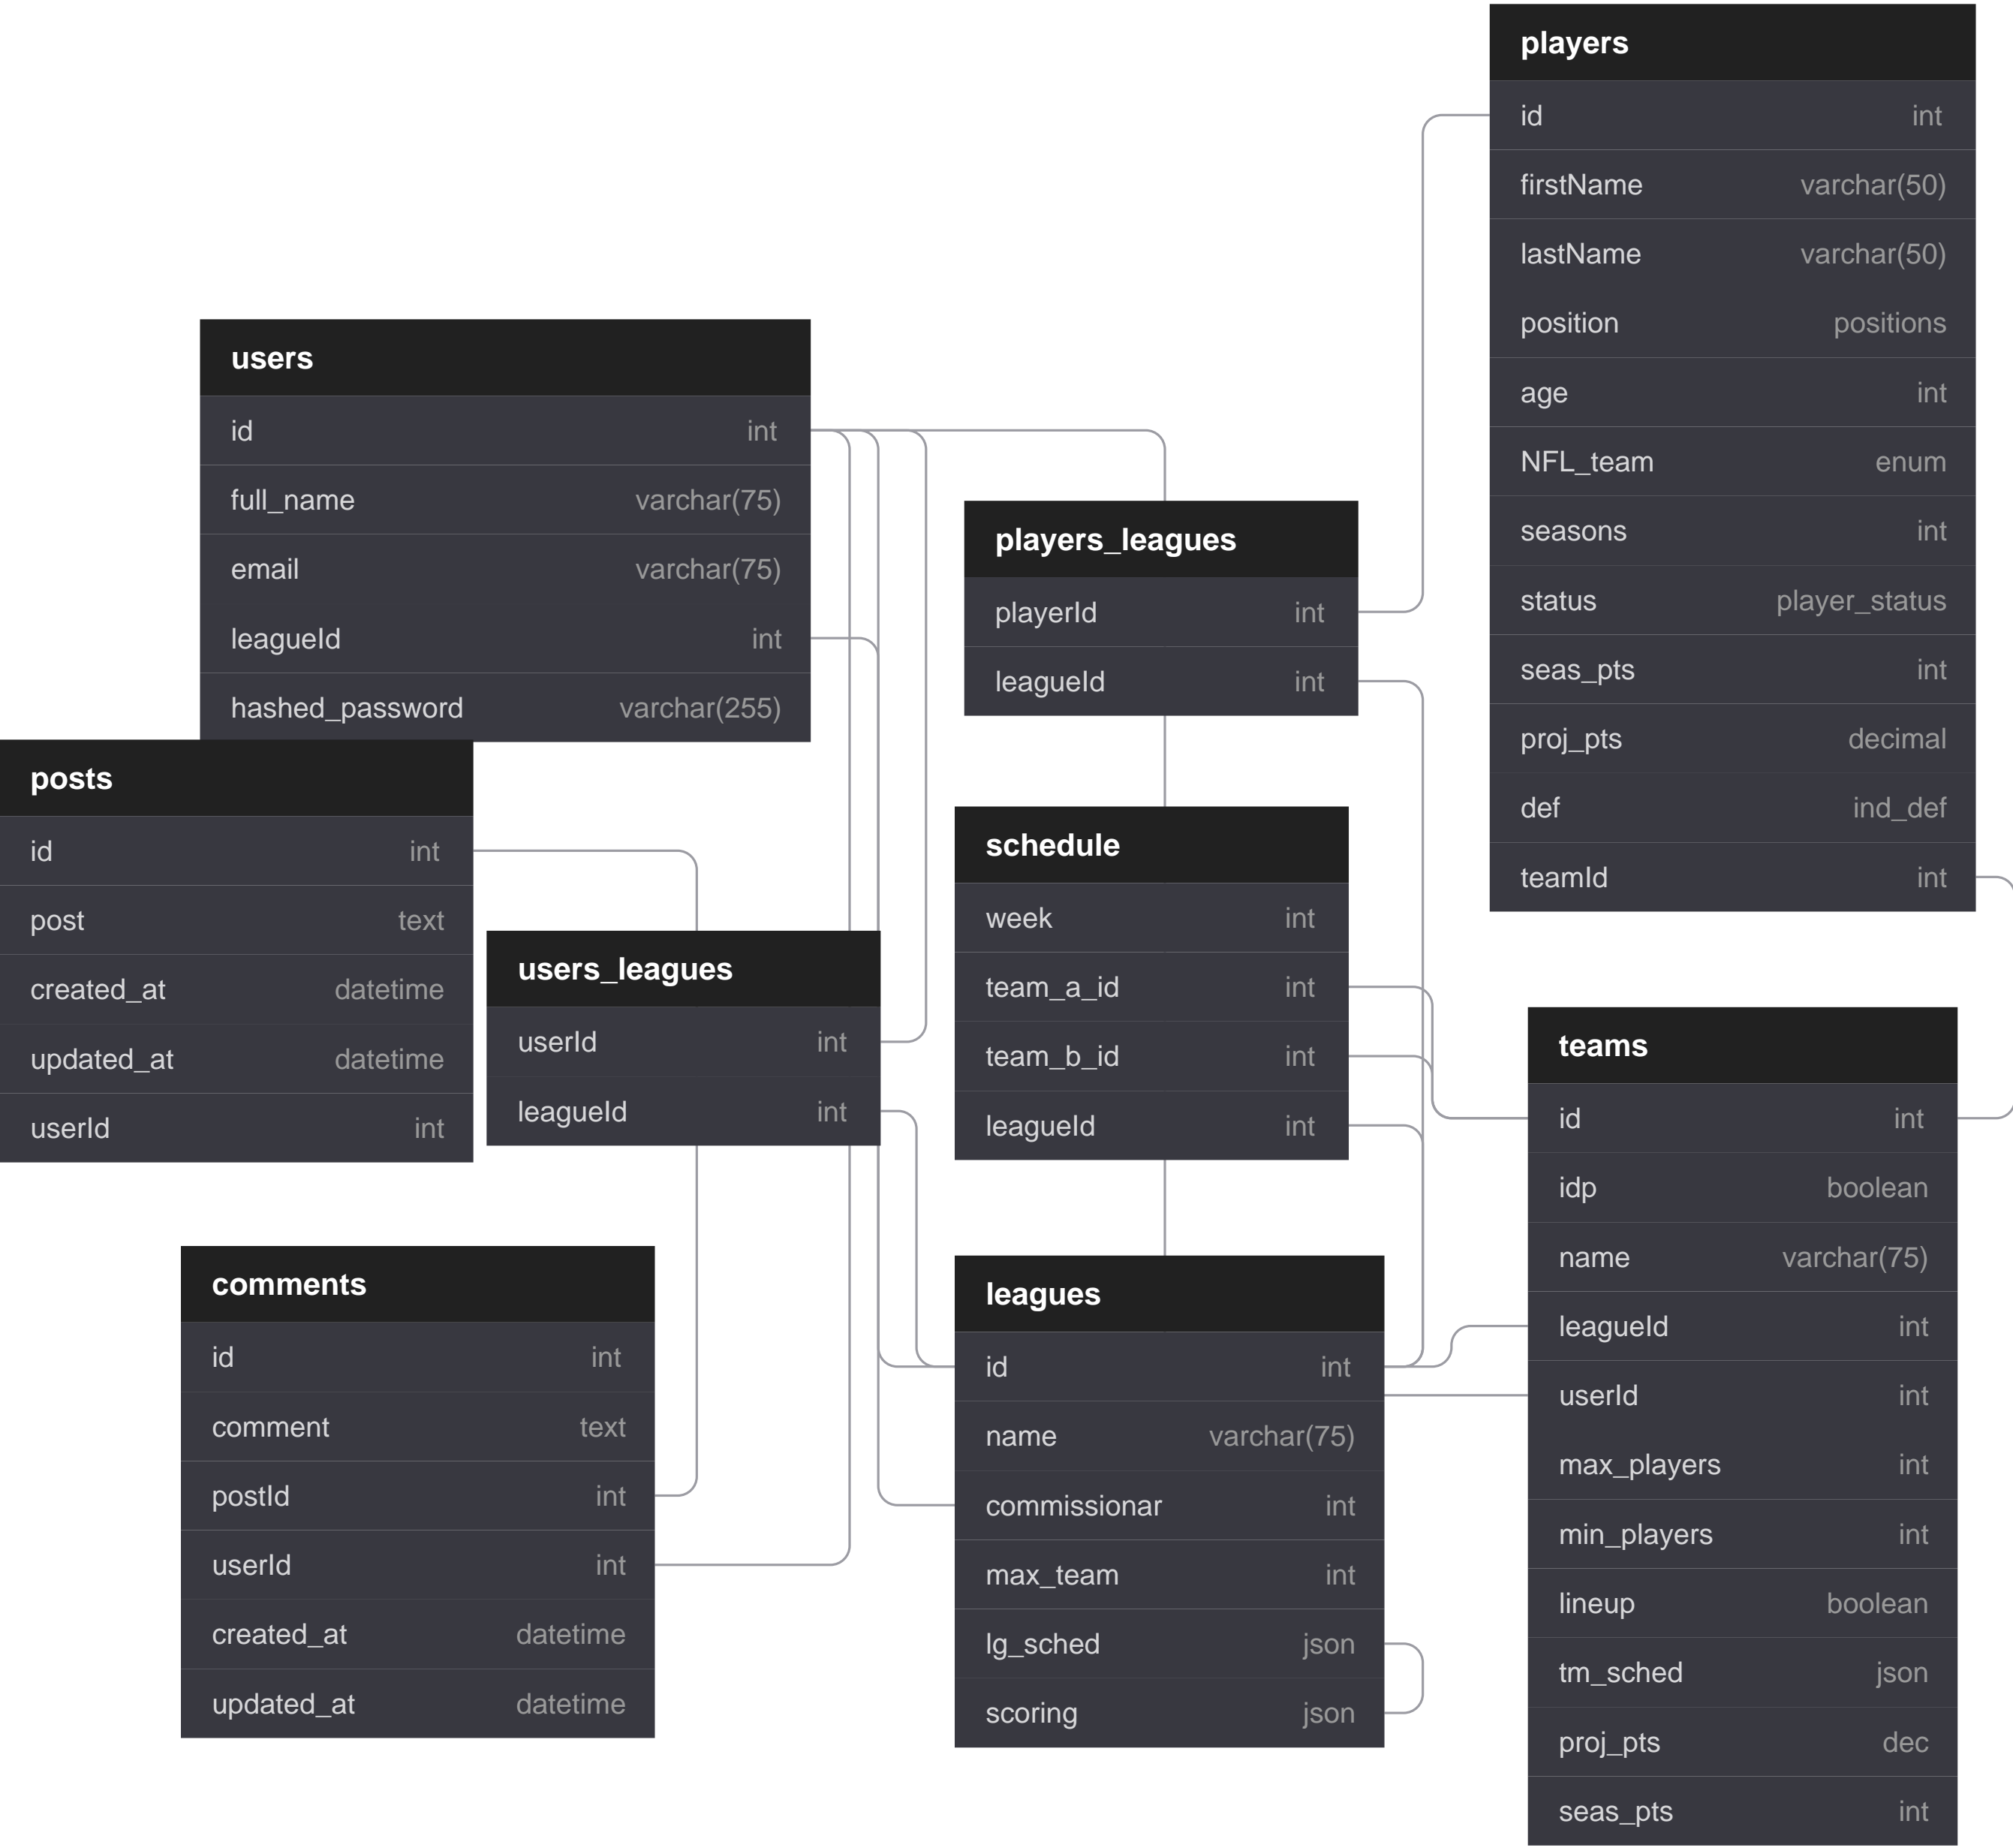 players
id int
firstName varchar(50)
lastName varchar(50)
position positions
age int
NFL_team enum
seasons int
status player_status
seas_pts int
proj_pts decimal
def ind_def
teamId int
users
id int
full_name varchar(75)
email varchar(75)
leagueId int
hashed_password varchar(255)
players_leagues
playerId int
leagueId int
posts
id int
post text
created_at datetime
updated_at datetime
userId int
users_leagues
userId int
leagueId int
schedule
week int
team_a_id int
team_b_id int
leagueId int
teams
id int
idp boolean
name varchar(75)
leagueId int
userId int
max_players int
min_players int
lineup boolean
tm_sched json
proj_pts dec
seas_pts int
comments
id int
comment text
postId int
userId int
created_at datetime
updated_at datetime
leagues
id int
name varchar(75)
commissionar int
max_team int
lg_sched json
scoring json